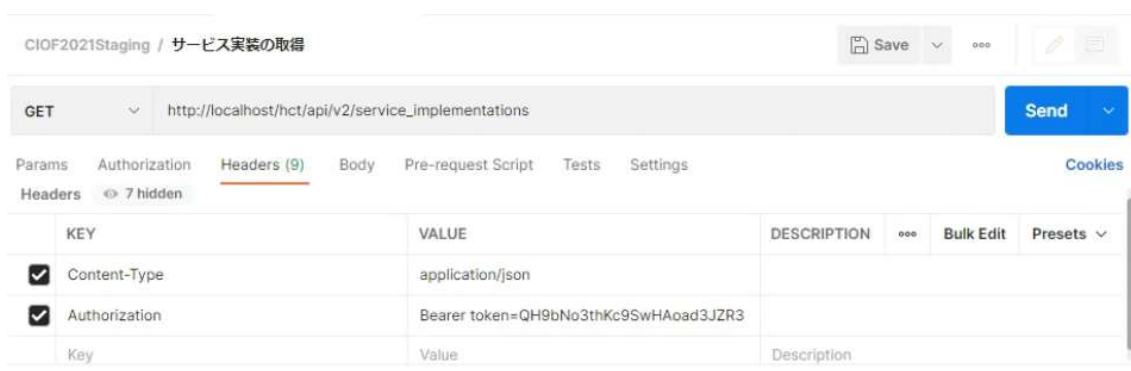 CIOF2021Staging / サービス実装の取得 Save ooo
GET http://localhost/hct/api/v2/service_implementations Send
Params Authorization Headers (9) Body Pre-request Script Tests Settings Cookies
Headers 7 hidden
KEY VALUE DESCRIPTION ooo Bulk Edit Presets
Content-Type application/json
Authorization Bearer token=QH9bNo3thKc9SwHAoad3JZR3
Key Value Description